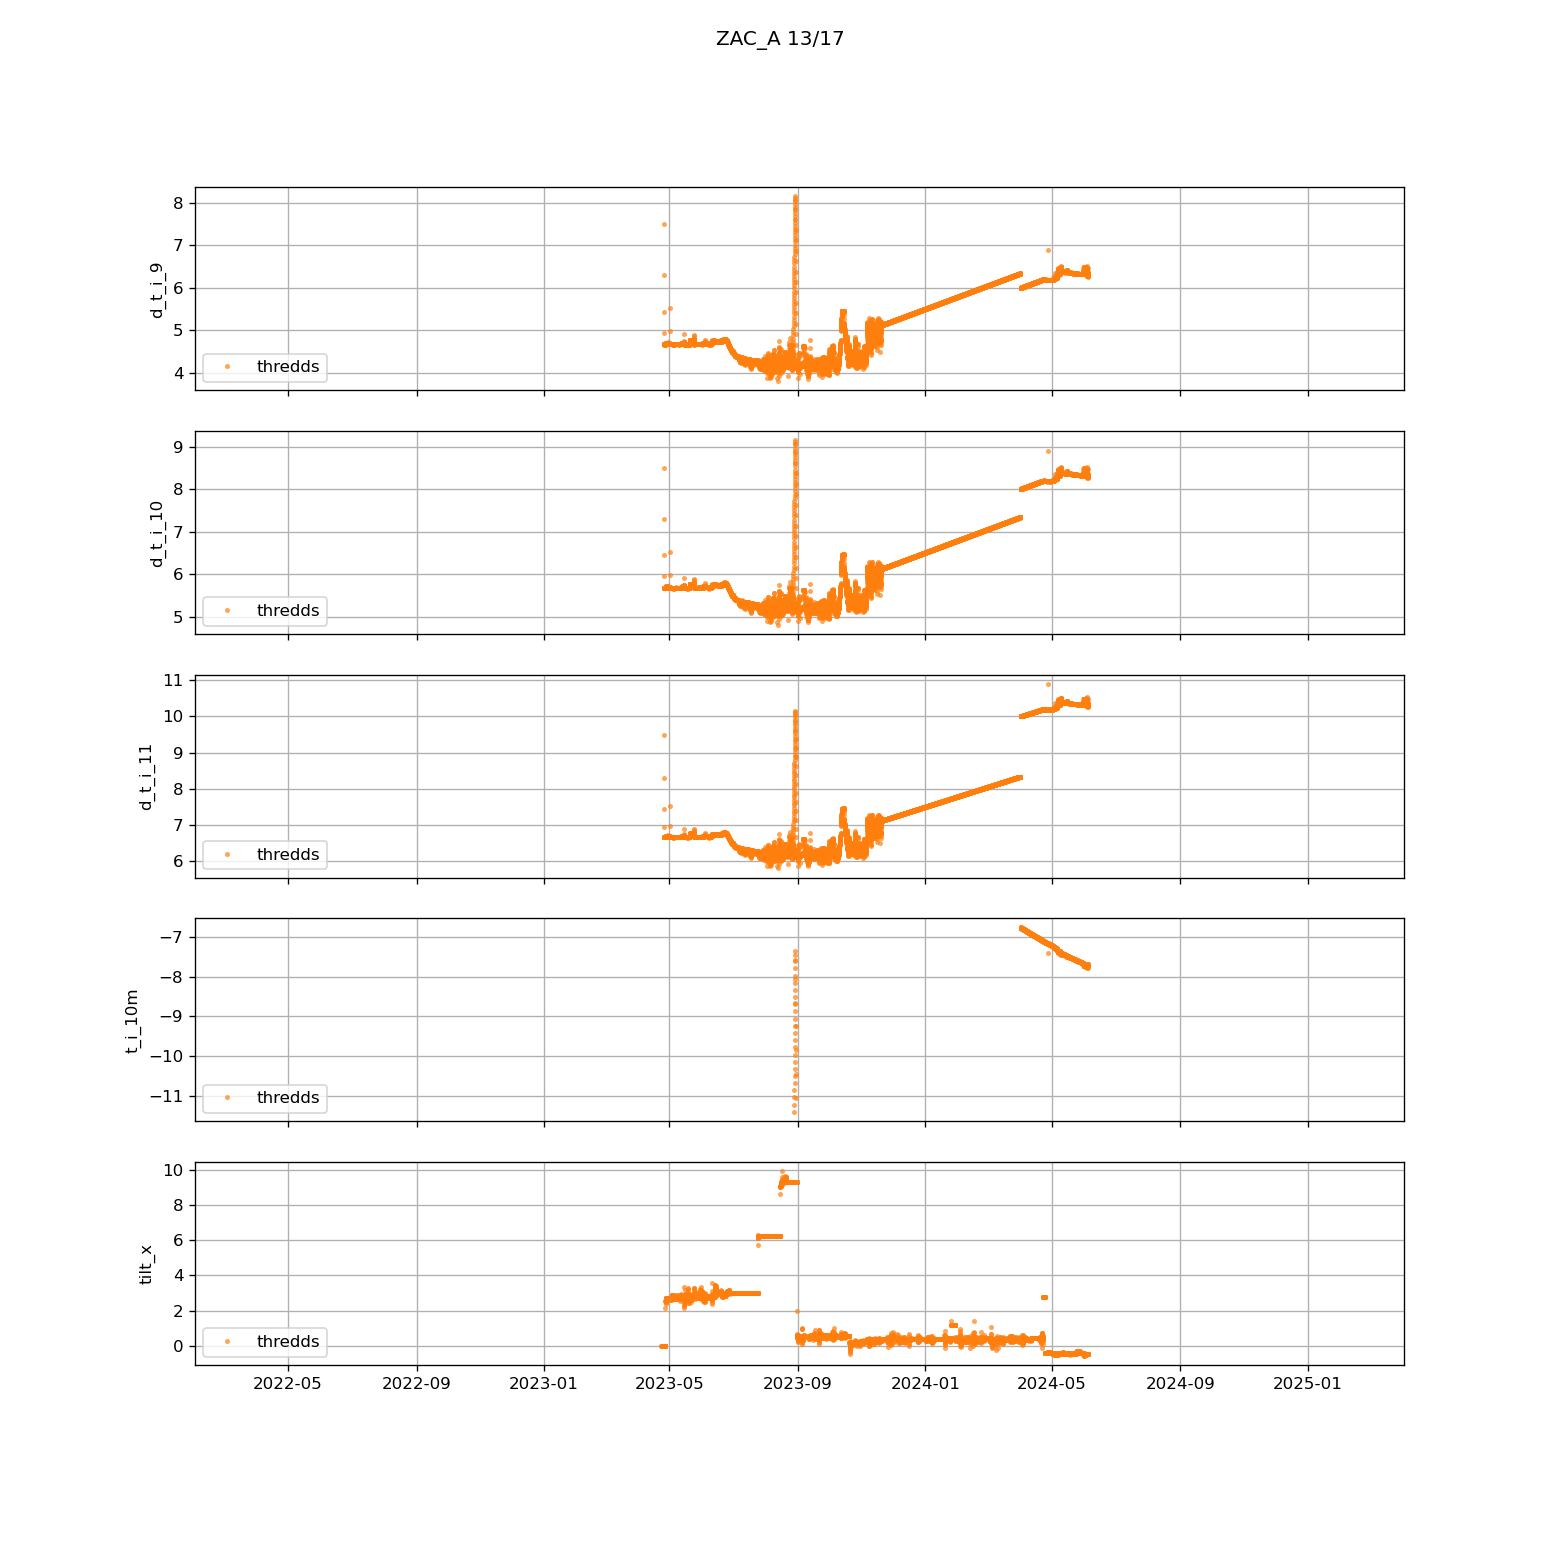 ZAC_A 13/17
8
7
6
5
4
d_t_i_9
thredds
9
8
7
6
5
d_t_i_10
thredds
11
10
9
8
7
6
d_t_i_11
thredds
−7
−8
−9
−10
−11
t_i_10m
thredds
10
8
6
4
2
0
tilt_x
thredds
2022-05 2022-09 2023-01 2023-05 2023-09 2024-01 2024-05 2024-09 2025-01